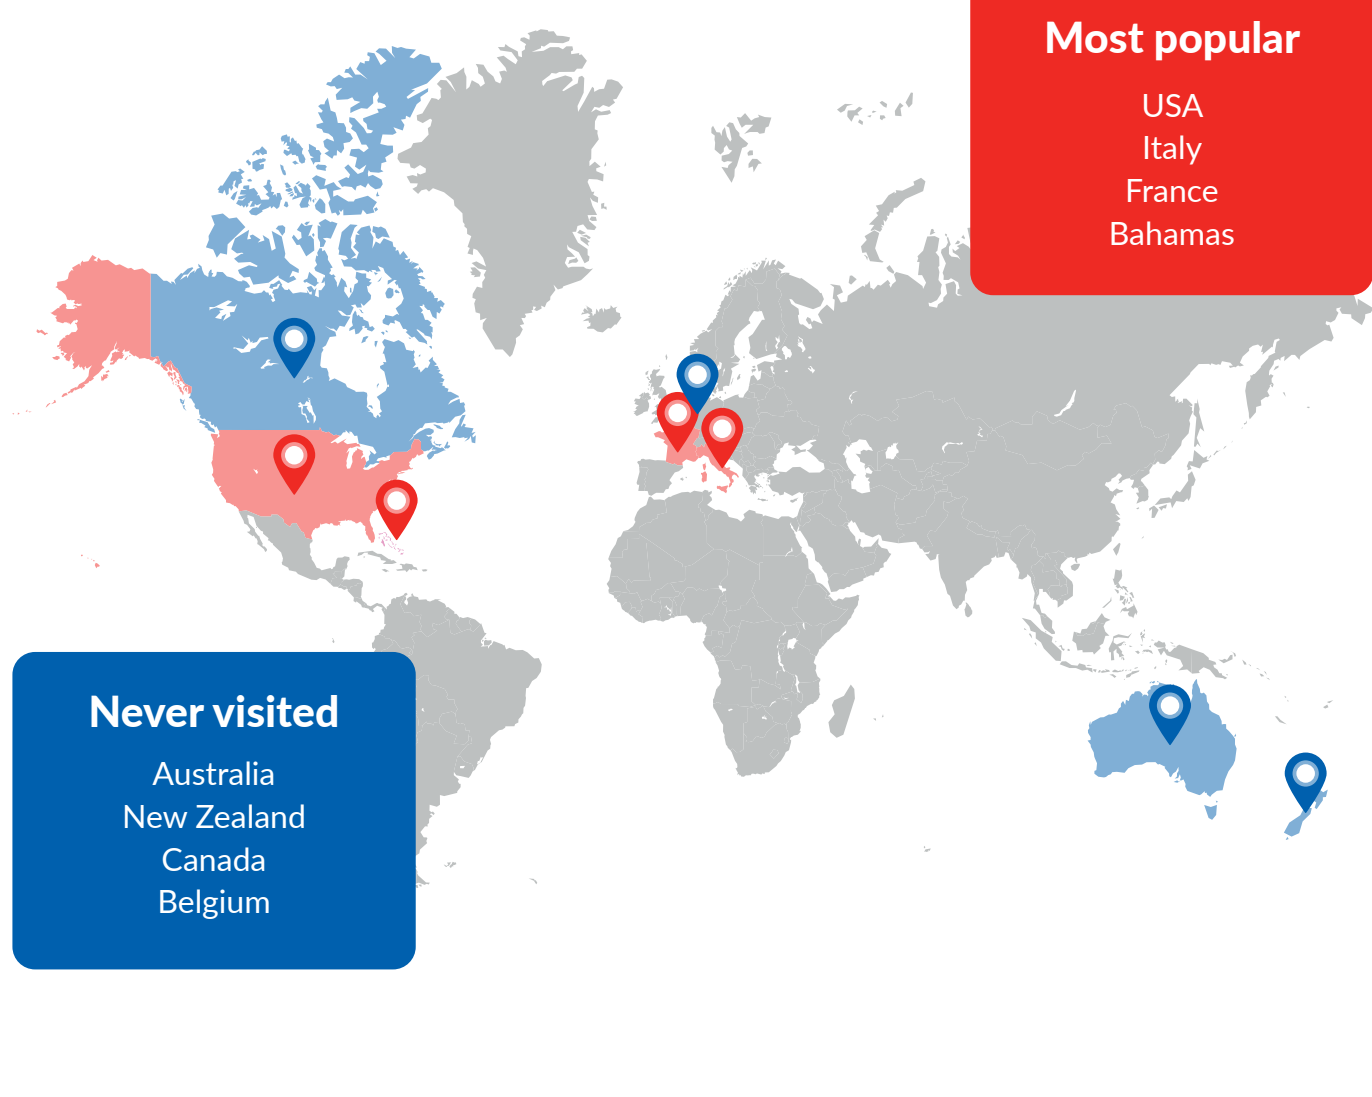 Most popular
USA
Italy
France
Bahamas
Never visited
Australia
New Zealand
Canada
Belgium